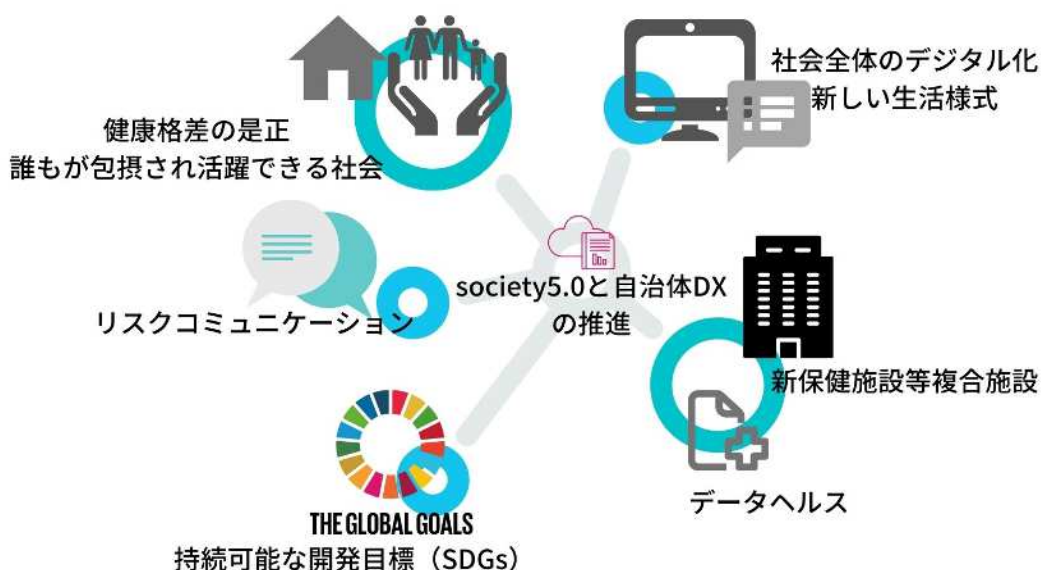 健康格差の是正
誰もが包摂され活躍できる社会
社会全体のデジタル化
新しい生活様式
リスクコミュニケーション
society5.0と自治体DX
の推進
新保健施設等複合施設
データヘルス
THE GLOBAL GOALS
持続可能な開発目標（SDGs）